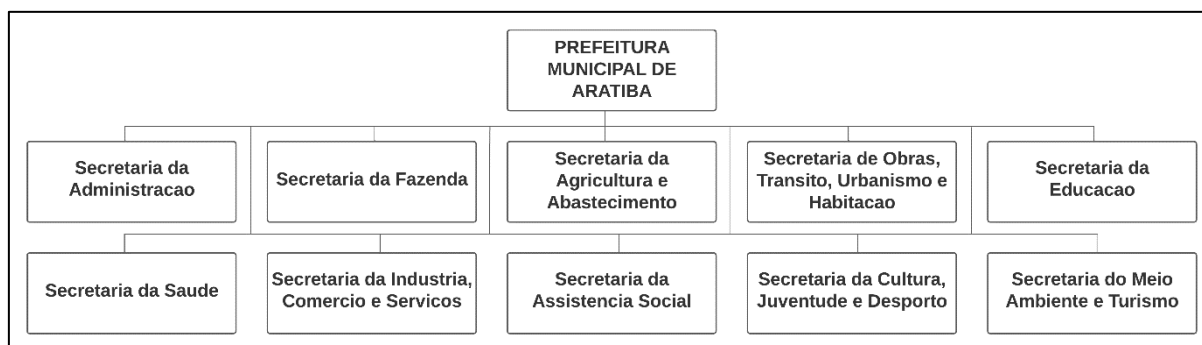 PREFEITURA
MUNICIPAL DE
ARATIBA
Secretaria da
Administracao
Secretaria da Fazenda
Secretaria da
Agricultura e
Abastecimento
Secretaria de Obras,
Transito, Urbanismo e
Habitacao
Secretaria da
Educacao
Secretaria da Saude
Secretaria da Industria,
Comercio e Servicos
Secretaria da
Assistencia Social
Secretaria da Cultura,
Juventude e Desporto
Secretaria do Meio
Ambiente e Turismo